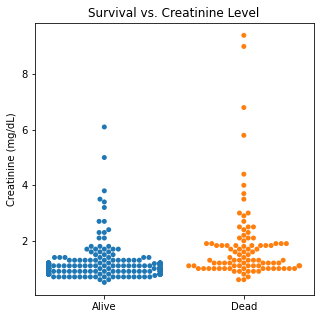 Survival vs. Creatinine Level
Creatinine (mg/dL)
8
6
4
2
Alive
Dead